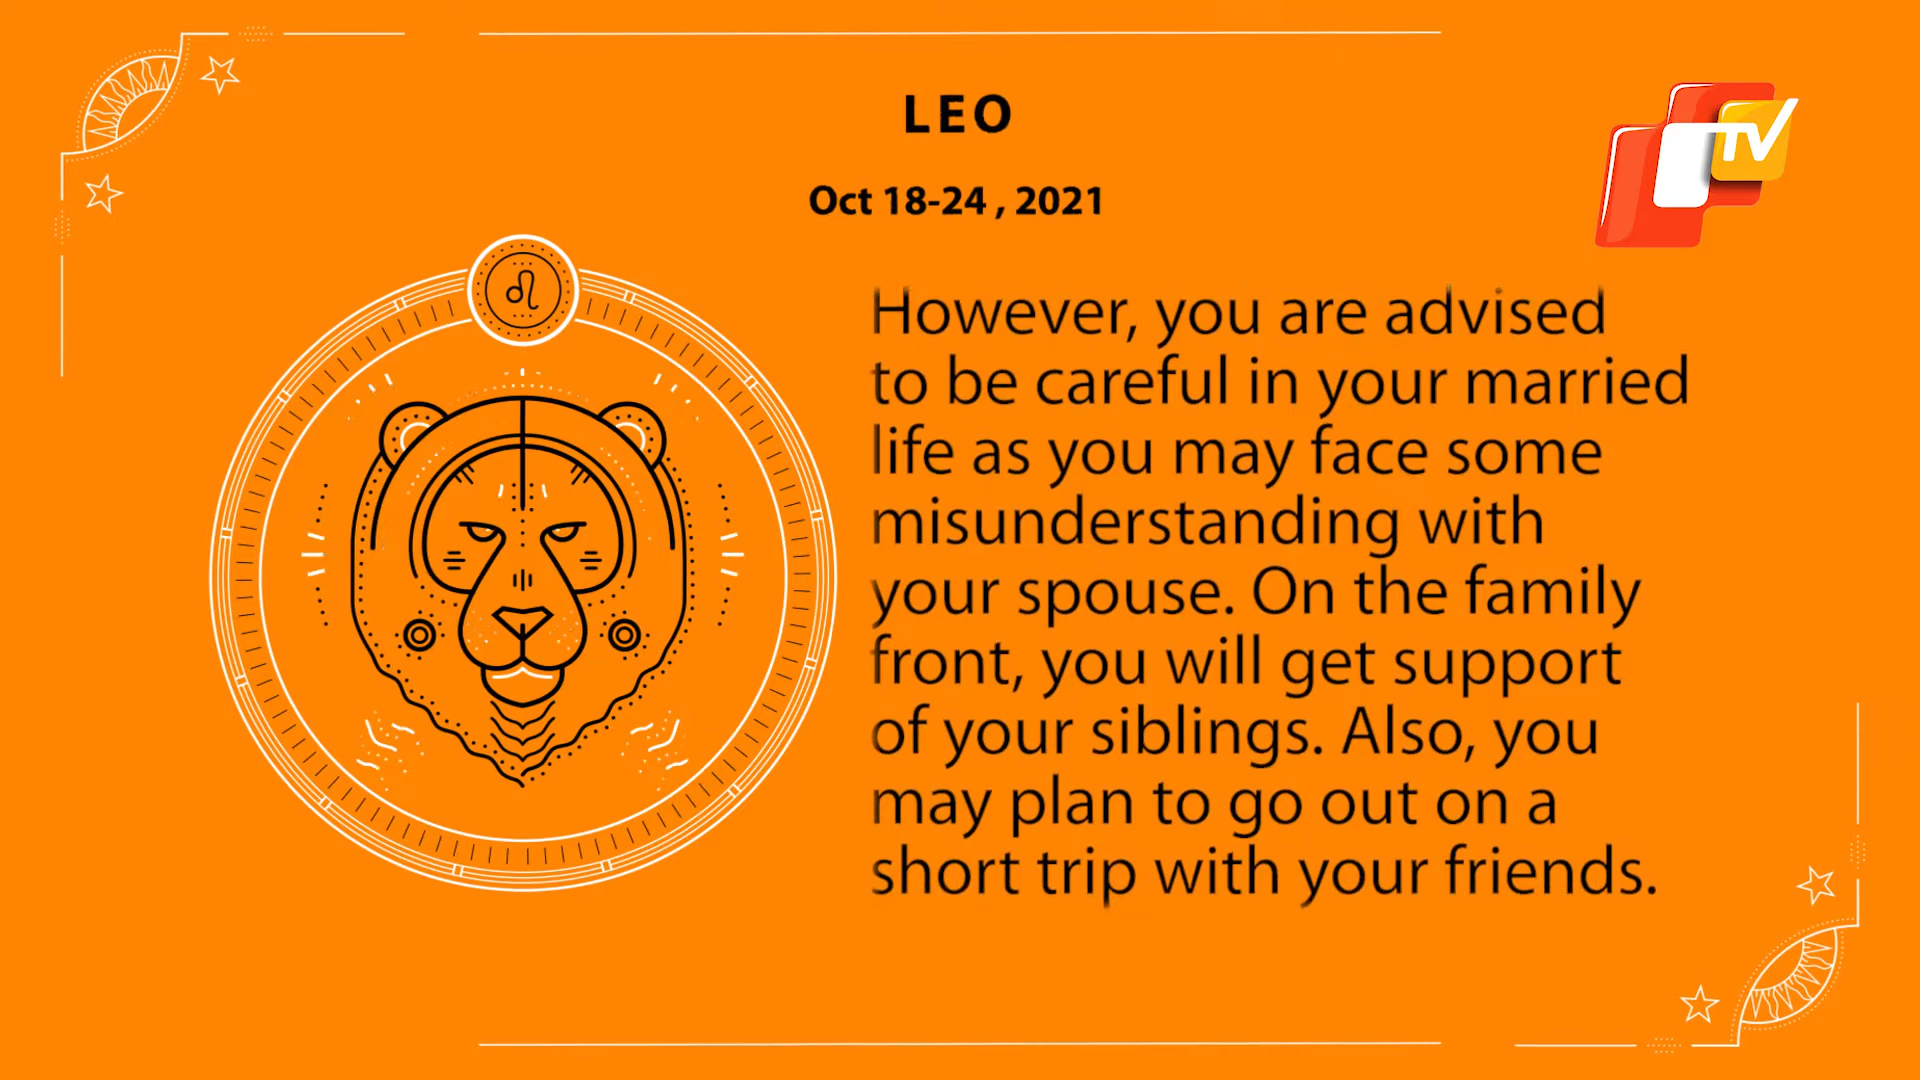 LEO
TV
Oct 18-24 , 2021
However, you are advised
to be careful in your married
life as you may face some
misunderstanding with
your spouse. On the family
front, you will get support
of your siblings. Also, you
may plan to go out on a
short trip with your friends.